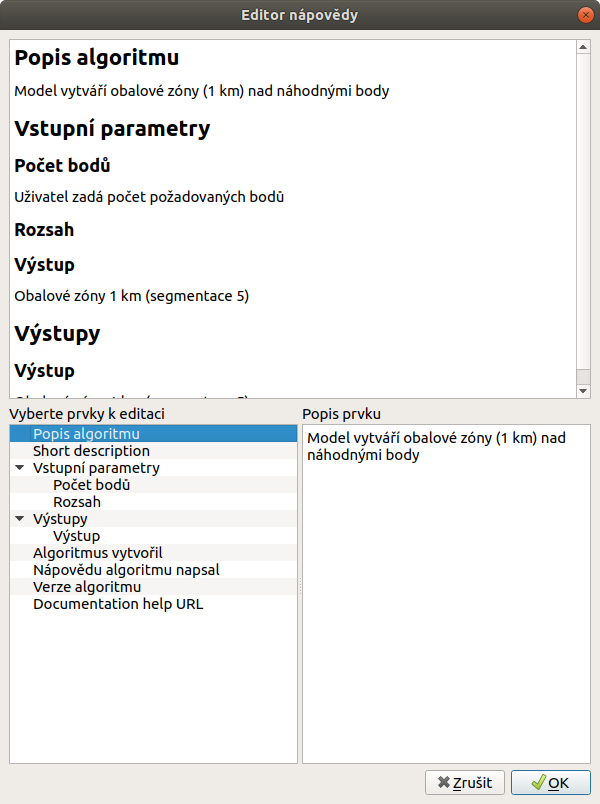 Editor nápovědy
Popis algoritmu
Model vytváří obalové zóny (1 km) nad náhodnými body
Vstupní parametry
Počet bodů
Uživatel zadá počet požadovaných bodů
Rozsah
Výstup
Obalové zóny 1 km (segmentace 5)
Výstupy
Výstup
Vyberte prvky k editaci
Popis algoritmu
Short description
Vstupní parametry
Počet bodů
Rozsah
Výstupy
Výstup
Algoritmus vytvořil
Nápovědu algoritmu napsal
Verze algoritmu
Documentation help URL
Popis prvku
Model vytváří obalové zóny (1 km) nad
náhodnými body
Zrušit
OK